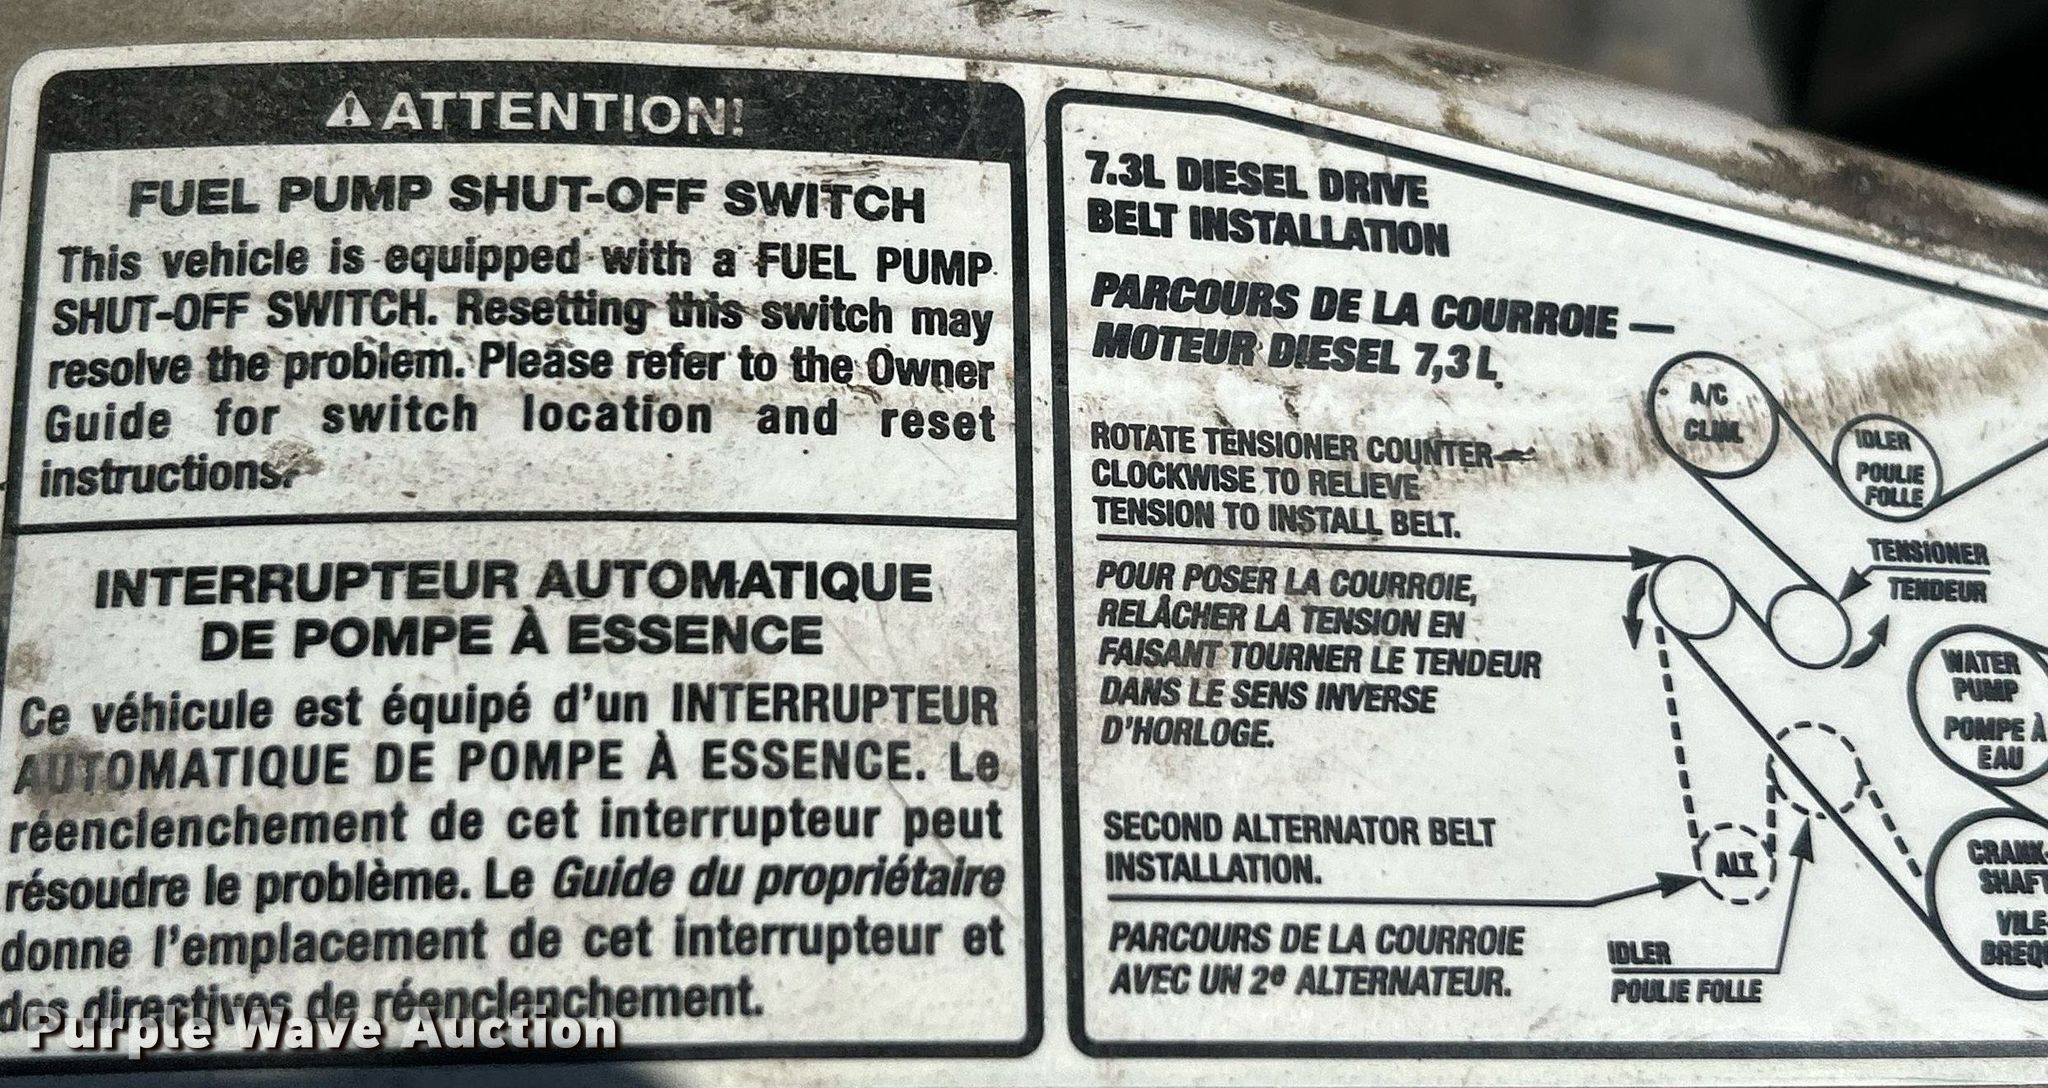 ⚠ATTENTION!
FUEL PUMP SHUT-OFF SWITCH
This vehicle is equipped with a FUEL PUMP
SHUT-OFF SWITCH. Resetting this switch may
resolve the problem. Please refer to the Owner
Guide for switch location and reset
instructions.
INTERRUPTEUR AUTOMATIQUE
DE POMPE À ESSENCE
Ce véhicule est équipé d'un INTERRUPTEUR
AUTOMATIQUE DE POMPE À ESSENCE. Le
réenclenchement de cet interrupteur peut
résoudre le problème. Le Guide du propriétaire
donne l'emplacement de cet interrupteur et
des directives de réenclenchement.
7.3L DIESEL DRIVE
BELT INSTALLATION
PARCOURS DE LA COURROIE —
MOTEUR DIESEL 7,3 L
ROTATE TENSIONER COUNTER-
CLOCKWISE TO RELIEVE
TENSION TO INSTALL BELT.
POUR POSER LA COURROIE,
RELÂCHER LA TENSION EN
FAISANT TOURNER LE TENDEUR
DANS LE SENS INVERSE
D'HORLOGE.
SECOND ALTERNATOR BELT
INSTALLATION.
PARCOURS DE LA COURROIE
AVEC UN 2e ALTERNATEUR.
A/C
CLIM.
IDLER
POULIE
FOLLE
TENSIONER
TENDEUR
WATER
PUMP
POMPE À
EAU
ALT.
CRANK-
SHAFT
VILE-
BREQ
IDLER
POULIE FOLLE
Purple Wave Auction